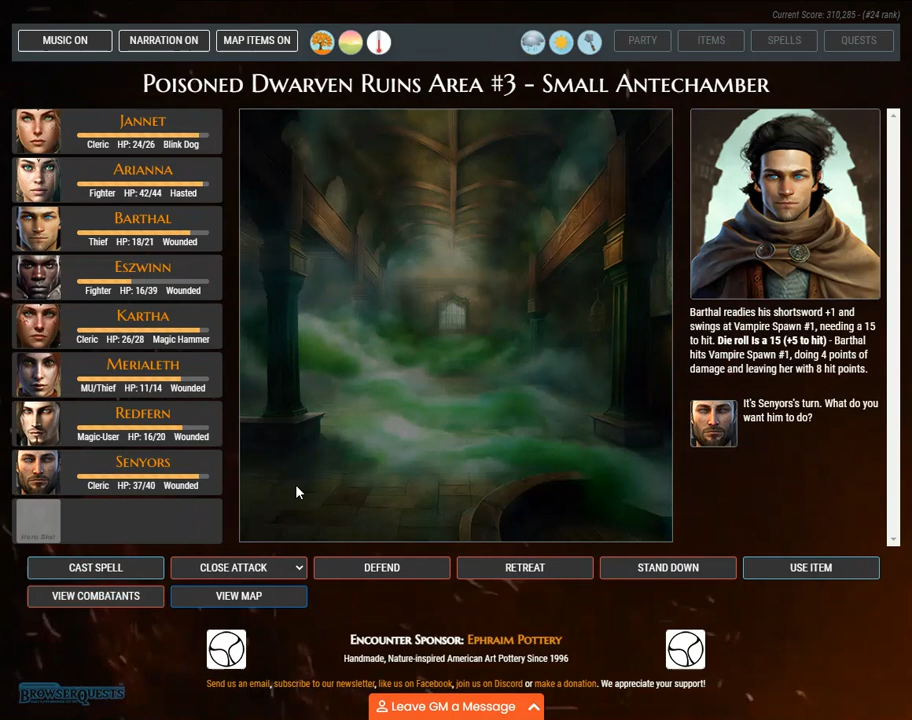 Current Score: 310,285 - (#24 rank)
MUSIC ON
NARRATION ON
MAP ITEMS ON
PARTY
ITEMS
SPELLS
QUESTS
Poisoned Dwarven Ruins Area #3 - Small Antechamber
Jannet
Cleric HP: 24/26 Blink Dog
Arianna
Fighter HP: 42/44 Hasted
Barthal
Thief HP: 18/21 Wounded
Eszwinn
Fighter HP: 16/39 Wounded
Kartha
Cleric HP: 26/28 Magic Hammer
Merialeth
MU/Thief HP: 11/14 Wounded
Redfern
Magic-User HP: 16/20 Wounded
Senyors
Cleric HP: 37/40 Wounded
Barthal readies his shortsword +1 and
swings at Vampire Spawn #1, needing a 15
to hit. Die roll Is a 15 (+5 to hit) - Barthal
hits Vampire Spawn #1, doing 4 points of
damage and leaving her with 8 hit points.
It's Senyors's turn. What do you
want him to do?
CAST SPELL
CLOSE ATTACK
DEFEND
RETREAT
STAND DOWN
USE ITEM
VIEW COMBATANTS
VIEW MAP
Encounter Sponsor: Ephraim Pottery
Handmade, Nature-inspired American Art Pottery Since 1996
Send us an email, subscribe to our newsletter, like us on Facebook, join us on Discord or make a donation. We appreciate your support!
BrowserQuests
Leave GM a Message